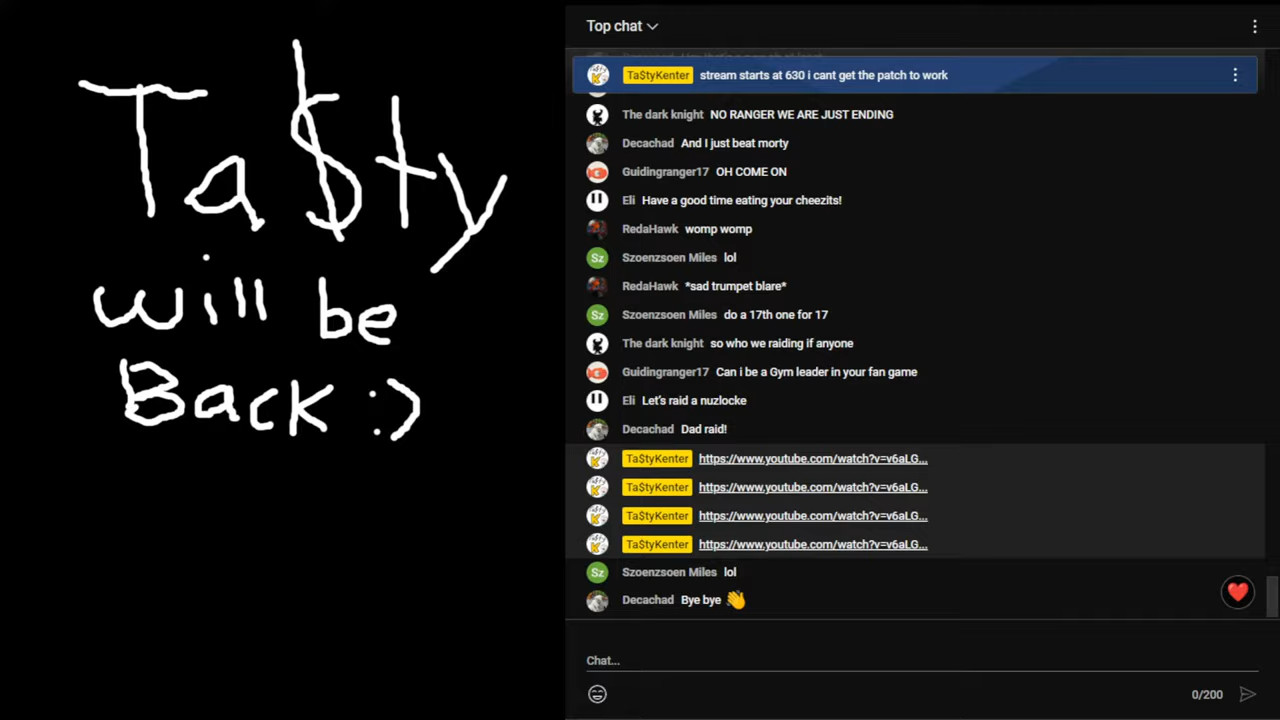 Ta$ty
will be
Back :)
Top chat
Ta$tyKenter stream starts at 630 i cant get the patch to work
The dark knight NO RANGER WE ARE JUST ENDING
Decachad And I just beat morty
Guidingranger17 OH COME ON
Eli Have a good time eating your cheezits!
RedaHawk womp womp
Sz Szoenzsoen Miles lol
RedaHawk *sad trumpet blare*
Sz Szoenzsoen Miles do a 17th one for 17
The dark knight so who we raiding if anyone
Guidingranger17 Can i be a Gym leader in your fan game
Eli Let's raid a nuzlocke
Decachad Dad raid!
Ta$tyKenter https://www.youtube.com/watch?v=v6aLG...
Ta$tyKenter https://www.youtube.com/watch?v=v6aLG...
Ta$tyKenter https://www.youtube.com/watch?v=v6aLG...
Ta$tyKenter https://www.youtube.com/watch?v=v6aLG...
Sz Szoenzsoen Miles lol
Decachad Bye bye 👋
Chat...
0/200